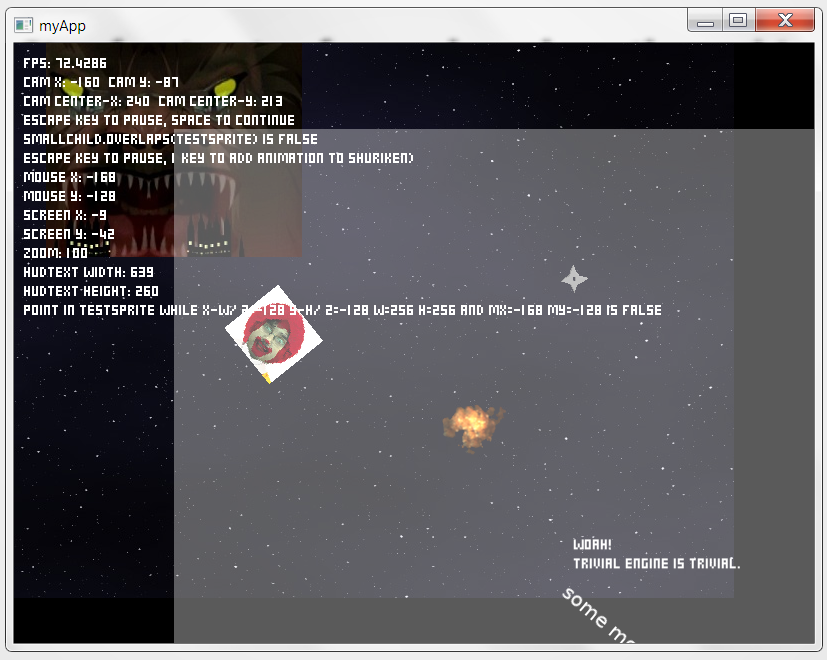 myApp
FPS: 72.4286
CAM X: -160 CAM Y: -87
CAM CENTER-X: 240 CAM CENTER-Y: 213
ESCAPE KEY TO PAUSE, SPACE TO CONTINUE
SMALLCHILD.OVERLAPS(TESTSPRITE) IS FALSE
ESCAPE KEY TO PAUSE, 1 KEY TO ADD ANIMATION TO SHURIKEN)
MOUSE X: -168
MOUSE Y: -128
SCREEN X: -9
SCREEN Y: -42
ZOOM: 100
HUDTEXT WIDTH: 639
HUDTEXT HEIGHT: 260
POINT IN TESTSPRITE WHILE X-W/ 2=-128 Y-H/ 2=-128 W=256 H=256 AND MX=-168 MY=-128 IS FALSE
WOAH!
TRIVIAL ENGINE IS TRIVIAL.
some